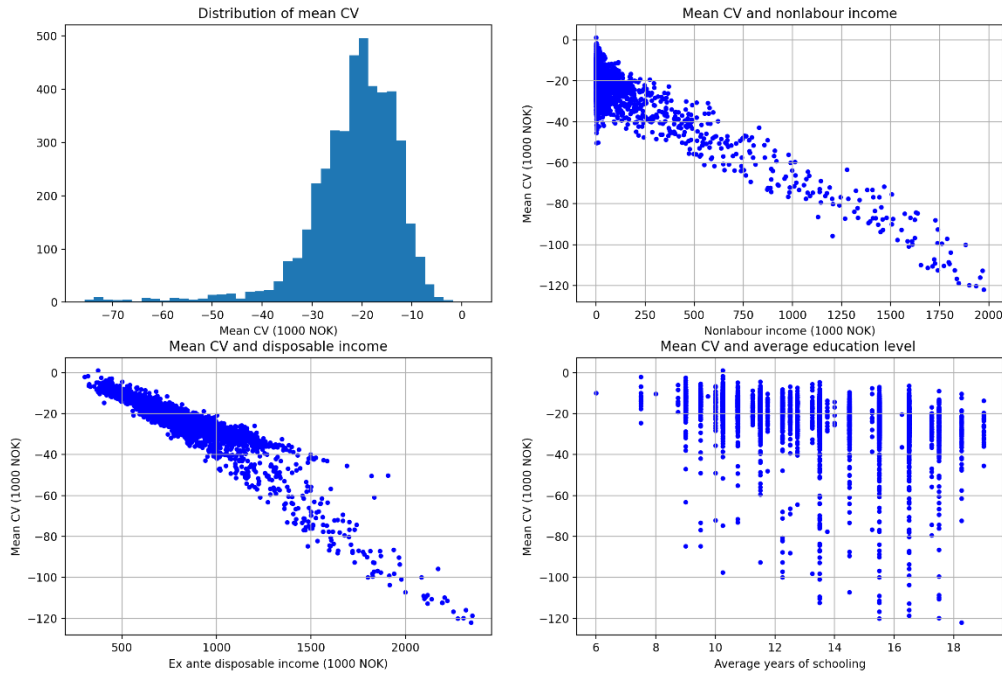 Distribution of mean CV
500
400
300
200
100
0
−70 −60 −50 −40 −30 −20 −10 0
Mean CV (1000 NOK)
Mean CV and nonlabour income
Mean CV (1000 NOK)
0
−20
−40
−60
−80
−100
−120
0 250 500 750 1000 1250 1500 1750 2000
Nonlabour income (1000 NOK)
Mean CV and disposable income
Mean CV (1000 NOK)
0
−20
−40
−60
−80
−100
−120
500 1000 1500 2000
Ex ante disposable income (1000 NOK)
Mean CV and average education level
Mean CV (1000 NOK)
0
−20
−40
−60
−80
−100
−120
6 8 10 12 14 16 18
Average years of schooling